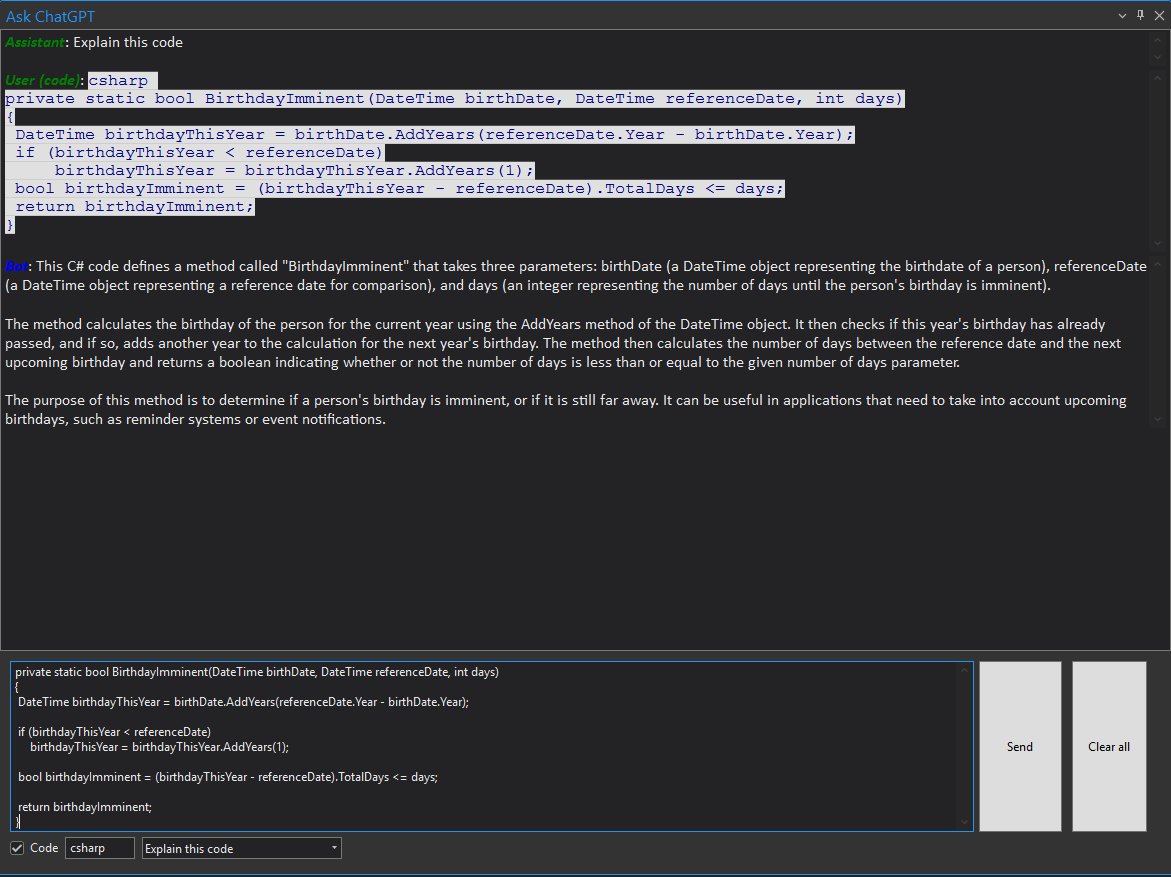 Ask ChatGPT
Assistant: Explain this code
User (code): csharp
private static bool BirthdayImminent(DateTime birthDate, DateTime referenceDate, int days)
{
DateTime birthdayThisYear = birthDate.AddYears(referenceDate.Year - birthDate.Year);
if (birthdayThisYear < referenceDate)
birthdayThisYear = birthdayThisYear.AddYears(1);
bool birthdayImminent = (birthdayThisYear - referenceDate).TotalDays <= days;
return birthdayImminent;
}
Bot: This C# code defines a method called "BirthdayImminent" that takes three parameters: birthDate (a DateTime object representing the birthdate of a person), referenceDate
(a DateTime object representing a reference date for comparison), and days (an integer representing the number of days until the person's birthday is imminent).
The method calculates the birthday of the person for the current year using the AddYears method of the DateTime object. It then checks if this year's birthday has already
passed, and if so, adds another year to the calculation for the next year's birthday. The method then calculates the number of days between the reference date and the next
upcoming birthday and returns a boolean indicating whether or not the number of days is less than or equal to the given number of days parameter.
The purpose of this method is to determine if a person's birthday is imminent, or if it is still far away. It can be useful in applications that need to take into account upcoming
birthdays, such as reminder systems or event notifications.
private static bool BirthdayImminent(DateTime birthDate, DateTime referenceDate, int days)
{
DateTime birthdayThisYear = birthDate.AddYears(referenceDate.Year - birthDate.Year);
if (birthdayThisYear < referenceDate)
birthdayThisYear = birthdayThisYear.AddYears(1);
bool birthdayImminent = (birthdayThisYear - referenceDate).TotalDays <= days;
return birthdayImminent;
}
Send
Clear all
Code
csharp
Explain this code